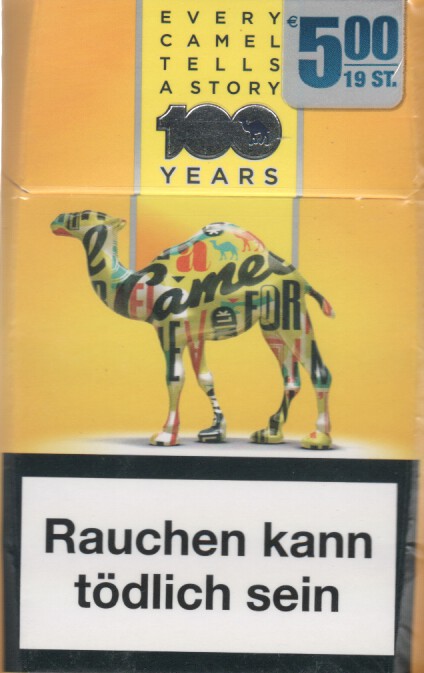 EVERY
CAMEL
TELLS
A STORY
100
YEARS
€5.00
19 ST.
a
Camel
FOR
Rauchen kann
tödlich sein